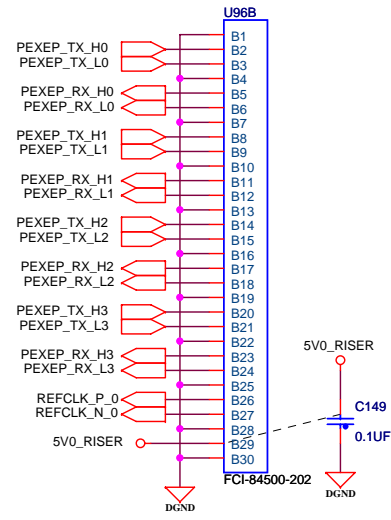 U96B
B1
PEXEP_TX_H0 B2
PEXEP_TX_L0 B3
B4
PEXEP_RX_H0 B5
PEXEP_RX_L0 B6
B7
PEXEP_TX_H1 B8
PEXEP_TX_L1 B9
B10
PEXEP_RX_H1 B11
PEXEP_RX_L1 B12
B13
PEXEP_TX_H2 B14
PEXEP_TX_L2 B15
B16
PEXEP_RX_H2 B17
PEXEP_RX_L2 B18
B19
PEXEP_TX_H3 B20
PEXEP_TX_L3 B21
B22
PEXEP_RX_H3 B23
PEXEP_RX_L3 B24
B25
REFCLK_P_0 B26
REFCLK_N_0 B27
B28
5V0_RISER B29
B30
FCI-84500-202
DGND
5V0_RISER
C149
0.1UF
DGND